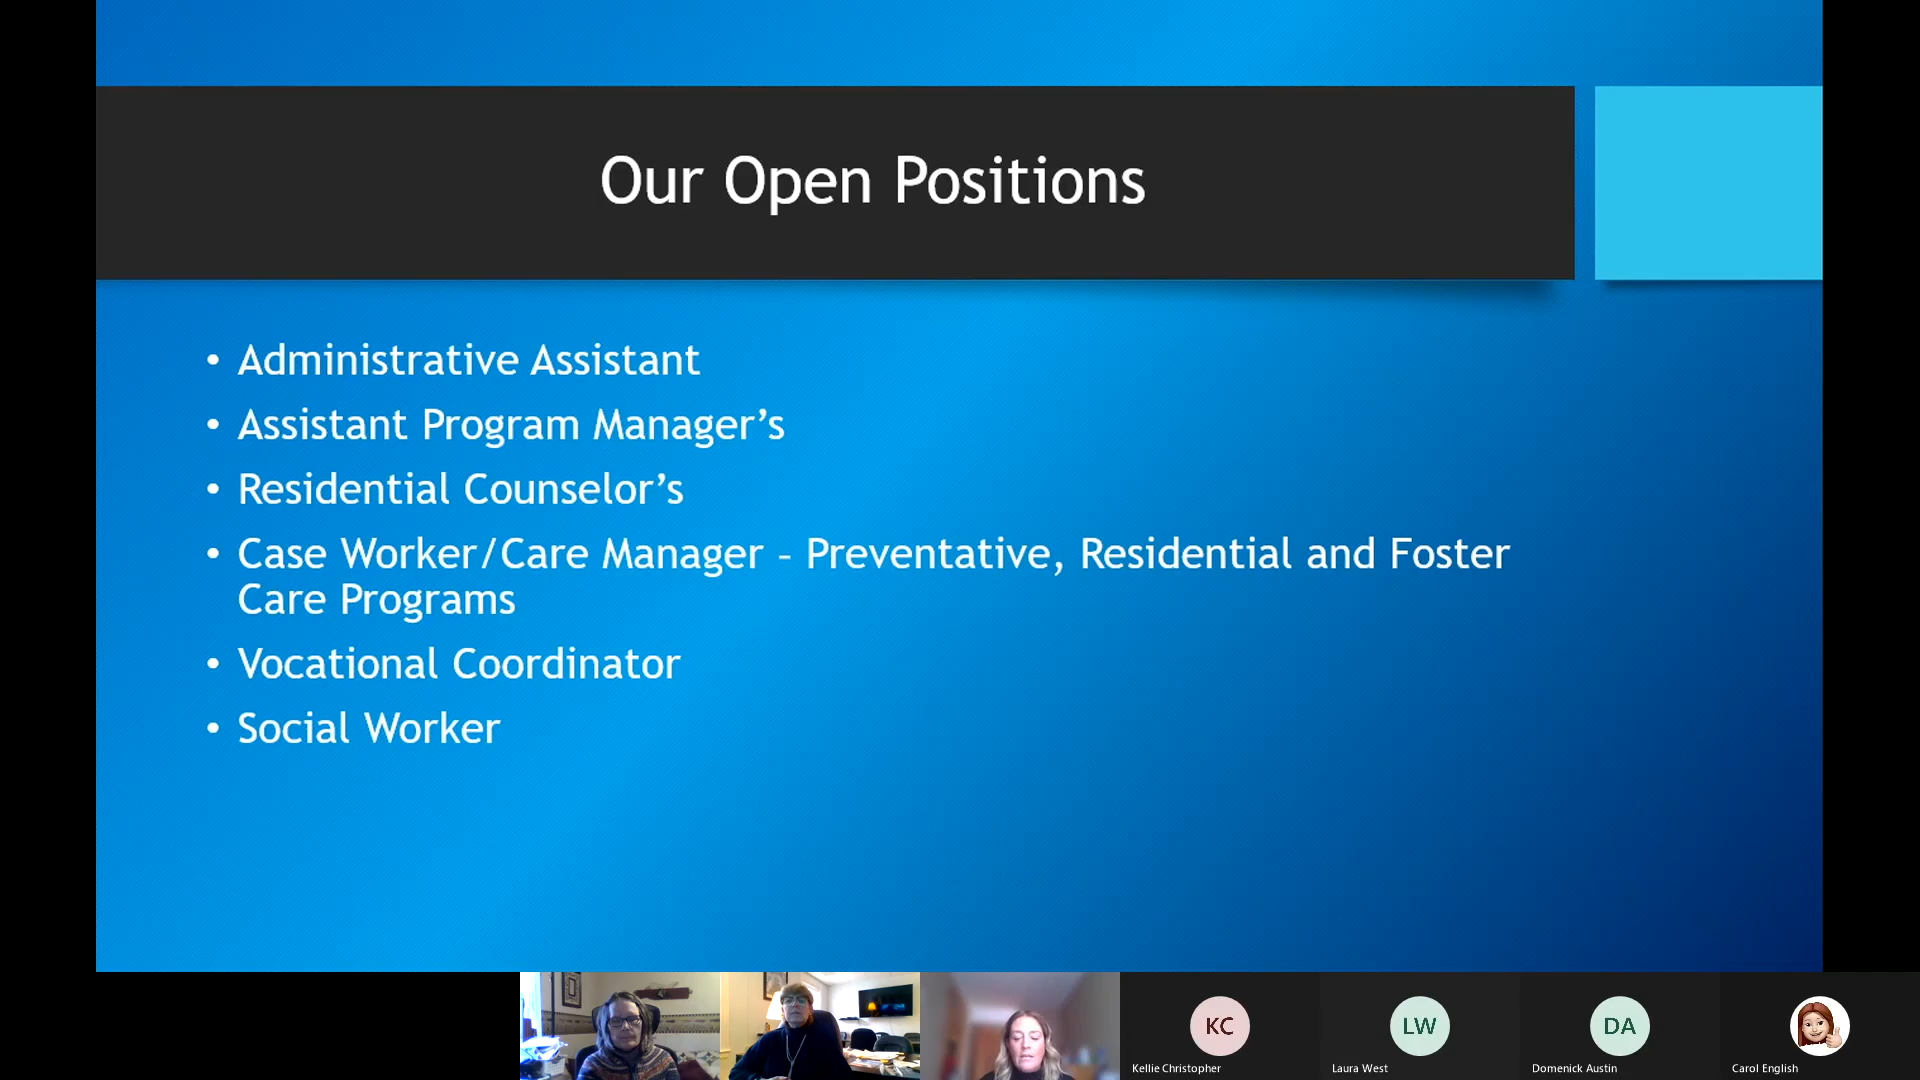 Our Open Positions
• Administrative Assistant
• Assistant Program Manager’s
• Residential Counselor’s
• Case Worker/Care Manager – Preventative, Residential and Foster
Care Programs
• Vocational Coordinator
• Social Worker
KC
LW
DA
Kellie Christopher
Laura West
Domenick Austin
Carol English